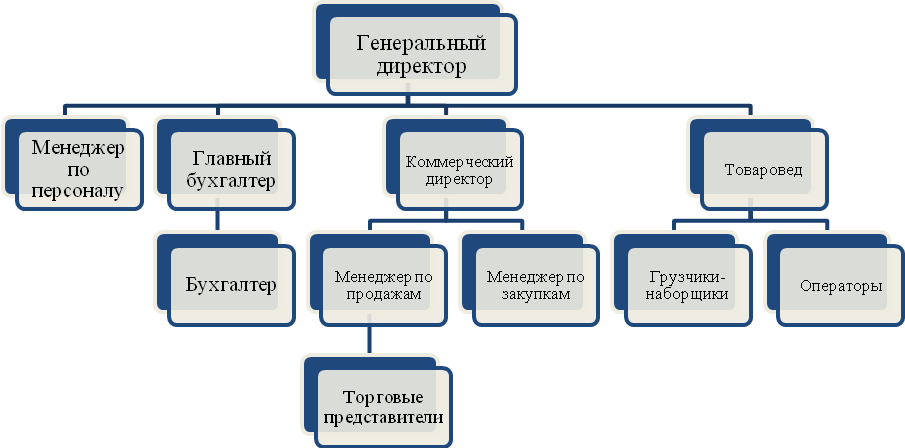 Генеральный
директор
Менеджер
по
персоналу
Главный
бухгалтер
Коммерческий
директор
Товаровед
Бухгалтер
Менеджер по
продажам
Менеджер по
закупкам
Грузчики-
наборщики
Операторы
Торговые
представители